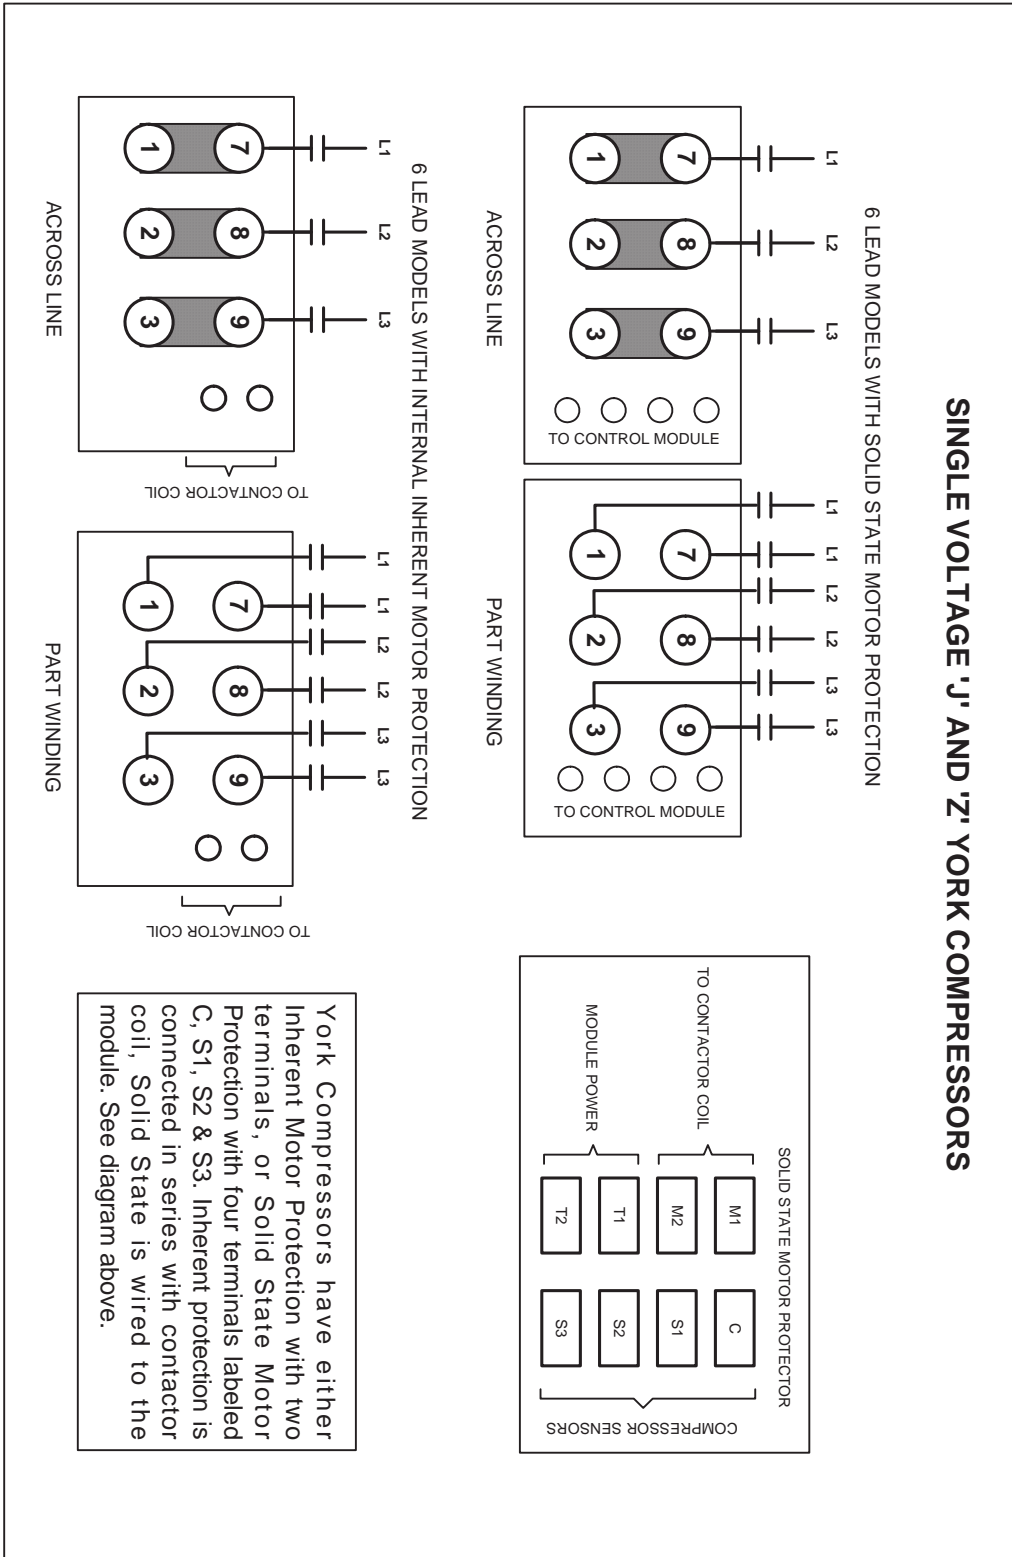 SINGLE VOLTAGE 'J' AND 'Z' YORK COMPRESSORS
6 LEAD MODELS WITH SOLID STATE MOTOR PROTECTION
L1 L2 L3
7 8 9
1 2 3
TO CONTROL MODULE
ACROSS LINE
L1 L1 L2 L2 L3 L3
7 8 9
1 2 3
TO CONTROL MODULE
PART WINDING
SOLID STATE MOTOR PROTECTOR
TO CONTACTOR COIL
MODULE POWER
M1 C
M2 S1
T1 S2
T2 S3
COMPRESSOR SENSORS
6 LEAD MODELS WITH INTERNAL INHERENT MOTOR PROTECTION
L1 L2 L3
7 8 9
1 2 3
TO CONTACTOR COIL
ACROSS LINE
L1 L1 L2 L2 L3 L3
7 8 9
1 2 3
TO CONTACTOR COIL
PART WINDING
York Compressors have either
Inherent Motor Protection with two
terminals, or Solid State Motor
Protection with four terminals labeled
C, S1, S2 & S3. Inherent protection is
connected in series with contactor
coil, Solid State is wired to the
module. See diagram above.